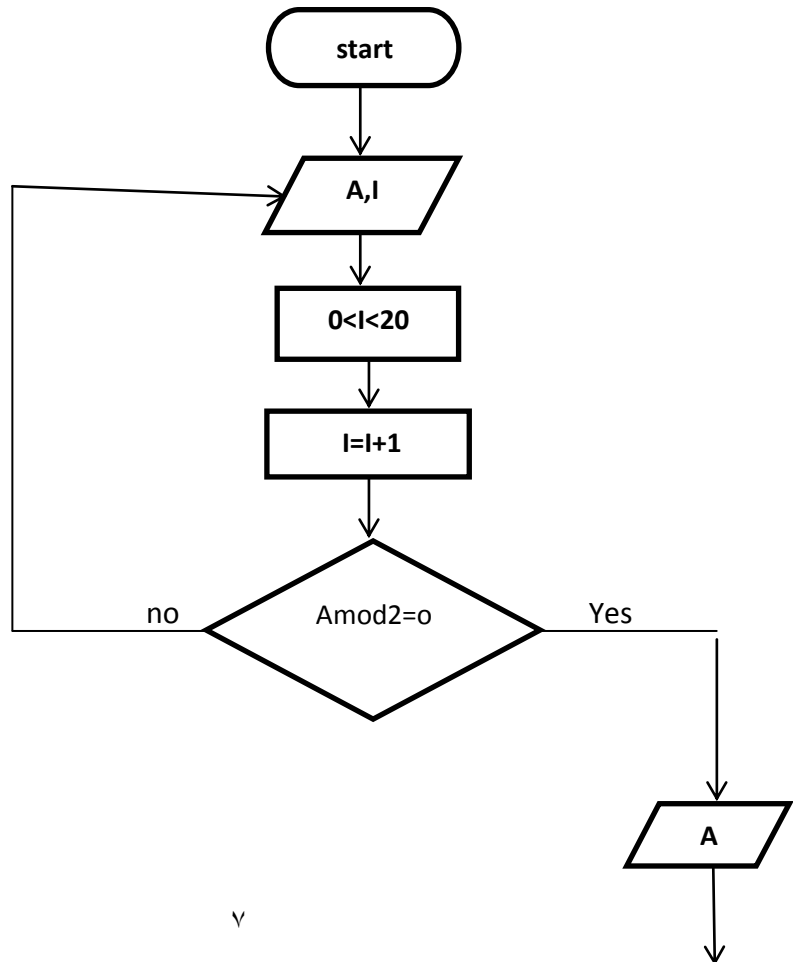 start
A,I
0<I<20
I=I+1
Amod2=o
no
Yes
A
٧